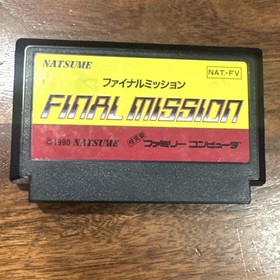 NATSUME
NAT-FV
ファイナルミッション
FINAL MISSION
©1990 NATSUME
ファミリー コンピュータ